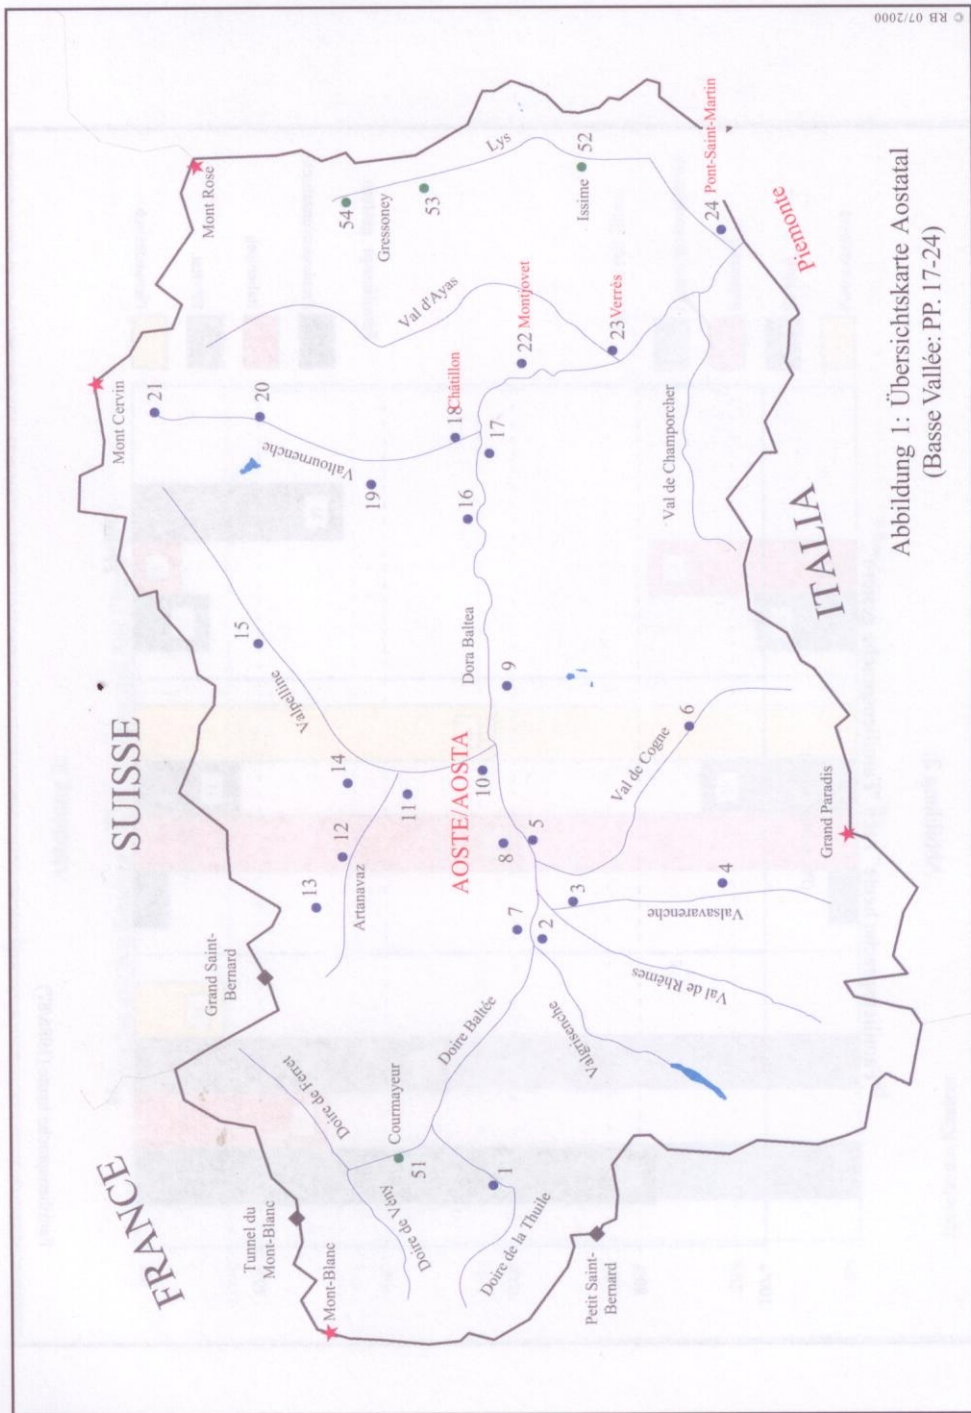 FRANCE
SUISSE
ITALIA
Piemonte
AOSTE/AOSTA
Tunnel du
Mont-Blanc
Mont-Blanc
Grand Saint-
Bernard
Petit Saint-
Bernard
Mont Cervin
Mont Rose
Grand Paradis
Doire de Ferret
Doire de Vény
51 Courmayeur
1
Doire de la Thuile
Doire Baltée
Valgrisenche
Val de Rhêmes
Valsavarenche
Val de Cogne
2
3
4
5
6
7
8
9
10
11
12
13
14
15
Artanavaz
Valpelline
Dora Baltea
16
17
18 Châtillon
19
20
21
Valtournenche
22 Montjovet
23 Verrès
24 Pont-Saint-Martin
Val d'Ayas
Val de Champorcher
Lys
Issime
52
53
54
Gressoney
Abbildung 1: Übersichtskarte Aostatal
(Basse Vallée: PP. 17-24)
© RB 07/2000